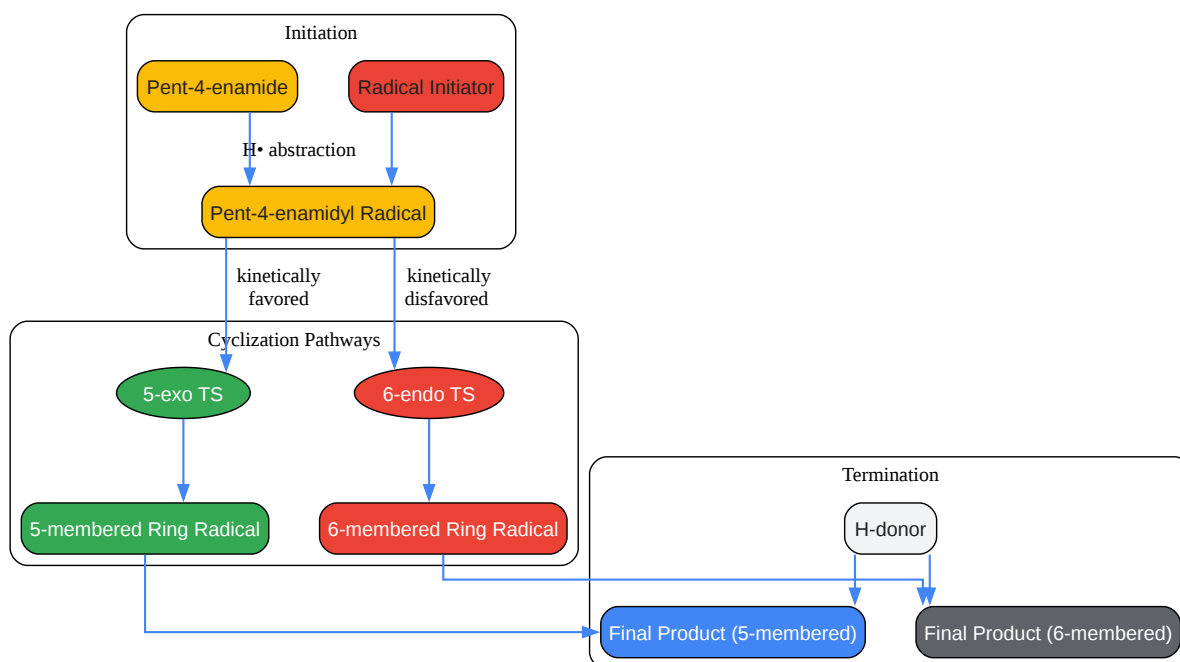 Initiation
Pent-4-enamide
Radical Initiator
H• abstraction
Pent-4-enamidyl Radical
kinetically
favored
kinetically
disfavored
Cyclization Pathways
5-exo TS
6-endo TS
5-membered Ring Radical
6-membered Ring Radical
Termination
H-donor
Final Product (5-membered)
Final Product (6-membered)